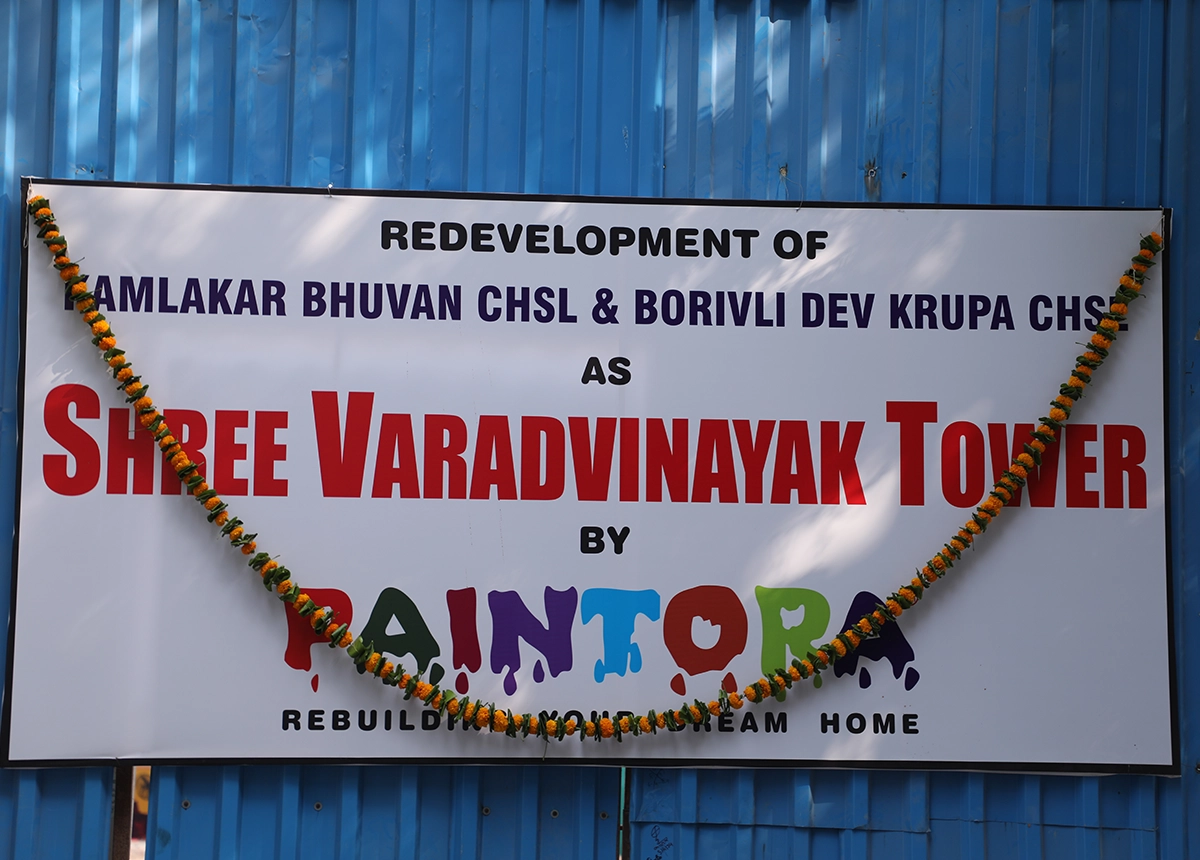 REDEVELOPMENT OF
KAMLAKAR BHUVAN CHSL & BORIVLI DEV KRUPA CHSL
AS
SHREE VARADVINAYAK TOWER
BY
PAINTORA
REBUILDING YOUR DREAM HOME